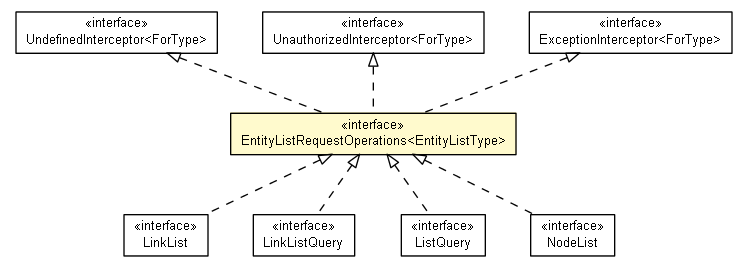 «interface» «interface» «interface»
UndefinedInterceptor<ForType> UnauthorizedInterceptor<ForType> ExceptionInterceptor<ForType>
«interface»
EntityListRequestOperations<EntityListType>
«interface» «interface» «interface» «interface»
LinkList LinkListQuery ListQuery NodeList